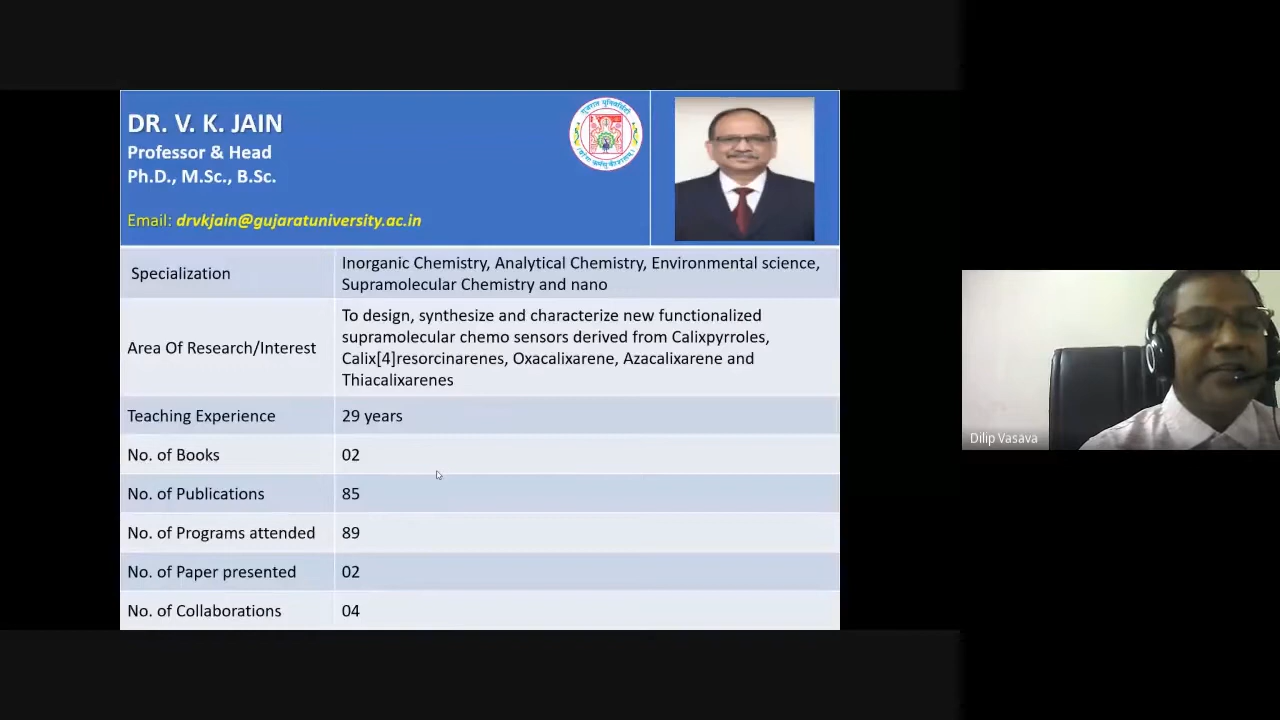 DR. V. K. JAIN
Professor & Head
Ph.D., M.Sc., B.Sc.
Email: drvkjain@gujaratuniversity.ac.in
Specialization
Inorganic Chemistry, Analytical Chemistry, Environmental science,
Supramolecular Chemistry and nano
Area Of Research/Interest
To design, synthesize and characterize new functionalized
supramolecular chemo sensors derived from Calixpyrroles,
Calix[4]resorcinarenes, Oxacalixarene, Azacalixarene and
Thiacalixarenes
Teaching Experience
29 years
No. of Books
02
No. of Publications
85
No. of Programs attended
89
No. of Paper presented
02
No. of Collaborations
04
Dilip Vasava